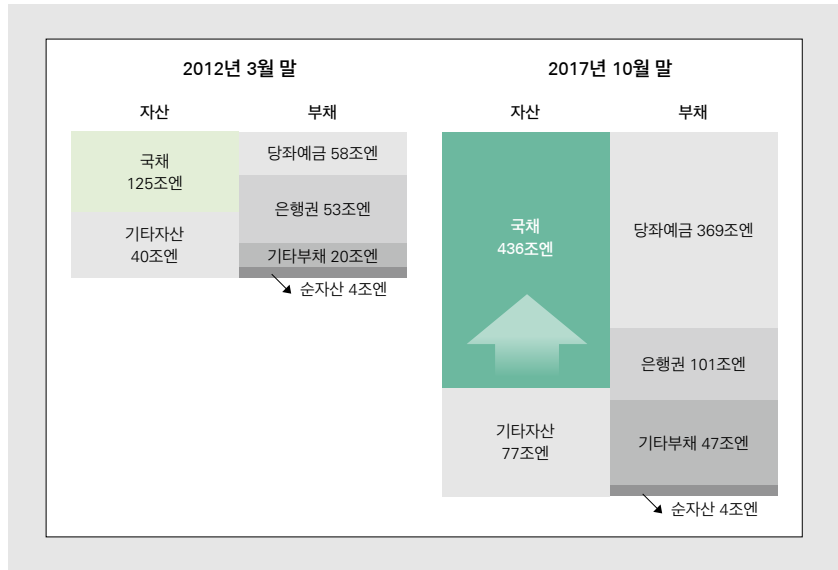 2012년 3월 말
자산
부채
국채
125조엔
기타자산
40조엔
당좌예금 58조엔
은행권 53조엔
기타부채 20조엔
순자산 4조엔
2017년 10월 말
자산
부채
국채
436조엔
기타자산
77조엔
당좌예금 369조엔
은행권 101조엔
기타부채 47조엔
순자산 4조엔